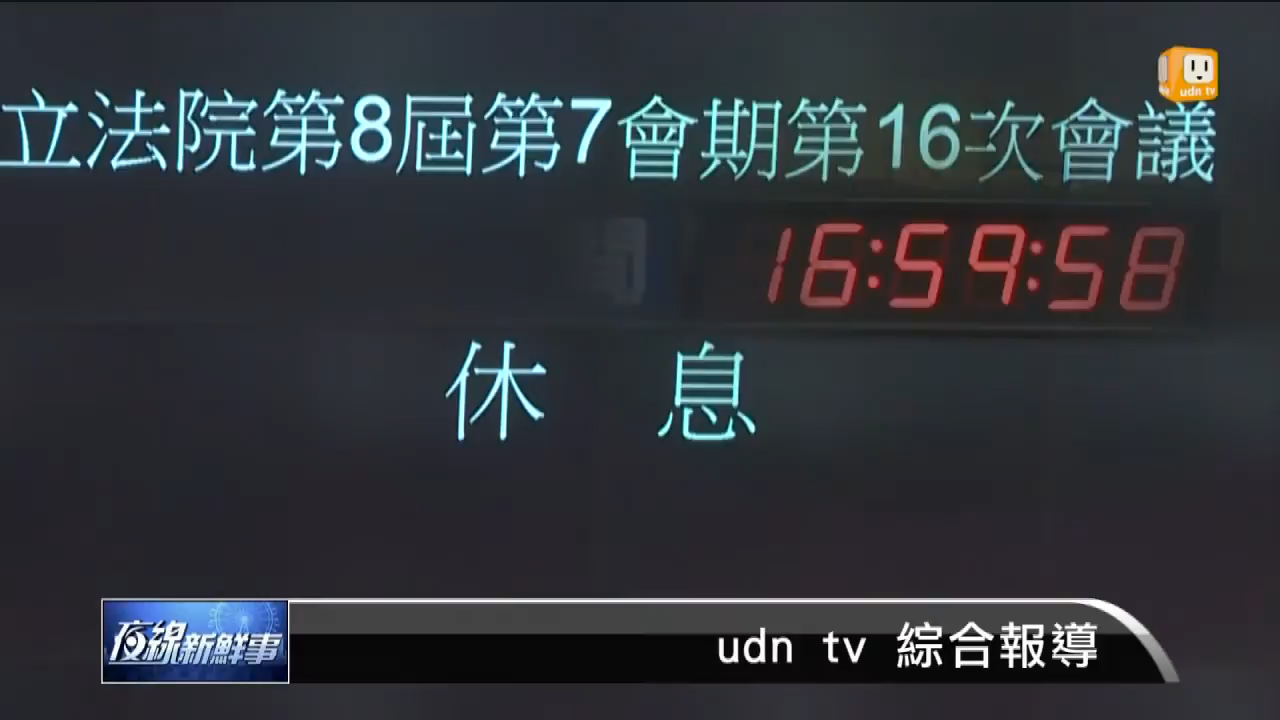 udn tv
立法院第8屆第7會期第16次會議
16:59:58
休 息
夜線新鮮事
udn tv 綜合報導